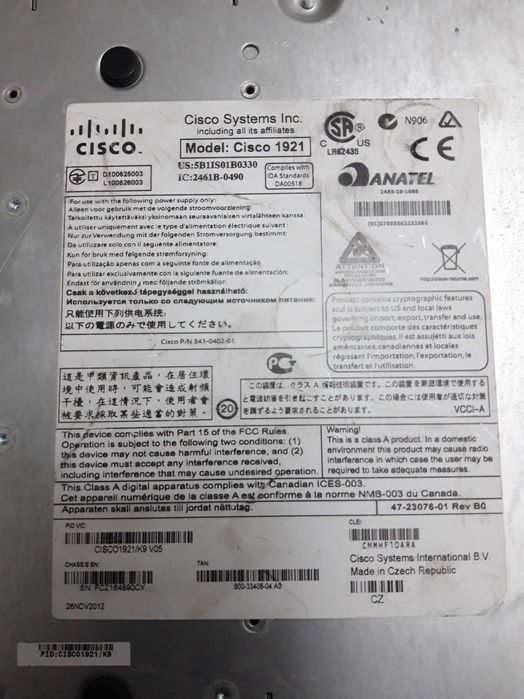 CISCO
Cisco Systems Inc.
including all its affiliates
Model: Cisco 1921
US:5B1IS01B0330
IC:2461B-0490
Complies with
IDA Standards
DA00518
C US
LR82435
N906
D100625003
L100626003
ANATEL
2465-10-1086
(01)07898562232565
For use with the following power supply only:
Alleen voor gebruik met de volgende stroomvoorziening:
Tarkoitettu käytettäväksi yksinomaan seuraavanlaisen virtalähteen kanssa:
À utiliser uniquement avec le type d'alimentation électrique suivant :
Nur zur Verwendung mit der folgenden Stromversorgung bestimmt:
Da utilizzare solo con le seguente alimentatore:
Kun for bruk med følgende strømforsyning:
Para utilização apenas com a seguinte fonte de alimentação
Para utilizar exclusivamente con la siguiente fuente de alimentación:
Endast för användning med följande strömkälla:
Csak a következő tápegységgel használható:
Используется только со следующим источником питания:
只能用下列供电系统:
以下の電源のみで使用してください。
Cisco P/N 341-0402-01
ATTENTION
http://cisco-returns.com
Product contains cryptographic features
and is subject to US and local laws
governing import, export, transfer and use.
Le produit comporte des caractéristiques
cryptographiques. Il est assujetti aux lois
américaines, canadiennes et locales
régissant l'importation, l'exportation, le
transfert et l'utilisation.
這是甲類資訊產品，在居住環
境中使用時，可能會造成射頻
干擾，在這情況下，使用者會
被要求採取某些適當的對策。
20
この装置は、クラス A 情報技術装置です。この装置を家庭環境で使用する
と電波妨害を引き起こすことがあります。この場合には使用者が適切な対策
を講ずるよう要求されることがあります。
VCCI-A
This device complies with Part 15 of the FCC Rules.
Operation is subject to the following two conditions: (1)
this device may not cause harmful interference, and (2)
this device must accept any interference received,
including interference that may cause undesired operation.
Warning!
This is a class A product. In a domestic
environment this product may cause radio
interference in which case the user may be
required to take adequate measures.
This Class A digital apparatus complies with Canadian ICES-003.
Cet appareil numérique de la classe A est conforme à la norme NMB-003 du Canada.
Apparaten skall anslutas till jordat nättuttag.
47-23076-01 Rev B0
PID VID:
CISCO1921/K9 V05
CLEI:
CNMHF10ARA
CHASSIS SN:
SN: FCZ164890CY
TAN:
800-33408-04 A0
Cisco Systems International B.V.
Made in Czech Republic
CZ
26NOV2012
PID:CISCO1921/K9